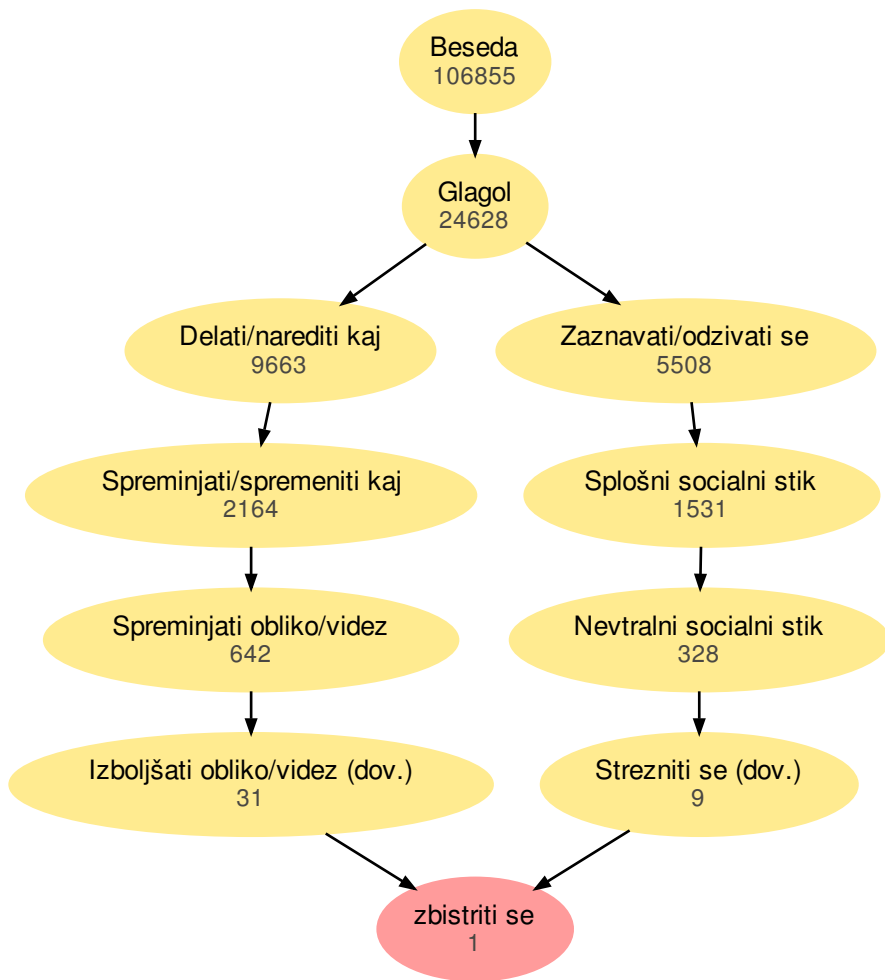 Beseda
106855
Glagol
24628
Delati/narediti kaj
9663
Zaznavati/odzivati se
5508
Spreminjati/spremeniti kaj
2164
Splošni socialni stik
1531
Spreminjati obliko/videz
642
Nevtralni socialni stik
328
Izboljšati obliko/videz (dov.)
31
Strezniti se (dov.)
9
zbistriti se
1